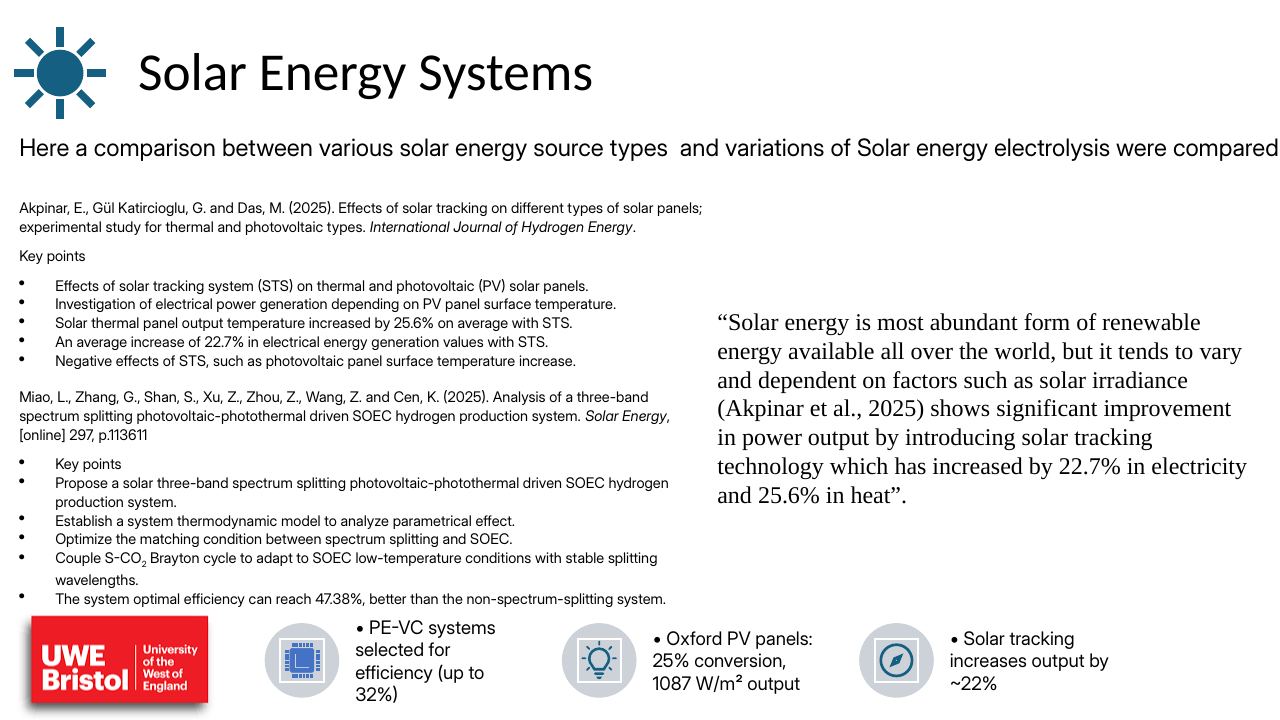 Solar Energy Systems
Here a comparison between various solar energy source types  and variations of Solar energy electrolysis were compared
Akpinar, E., Gül Katircioglu, G. and Das, M. (2025). Effects of solar tracking on different types of solar panels;
experimental study for thermal and photovoltaic types. International Journal of Hydrogen Energy.
Key points
• Effects of solar tracking system (STS) on thermal and photovoltaic (PV) solar panels.
• Investigation of electrical power generation depending on PV panel surface temperature.
• Solar thermal panel output temperature increased by 25.6% on average with STS.
• An average increase of 22.7% in electrical energy generation values with STS.
• Negative effects of STS, such as photovoltaic panel surface temperature increase.
Miao, L., Zhang, G., Shan, S., Xu, Z., Zhou, Z., Wang, Z. and Cen, K. (2025). Analysis of a three-band
spectrum splitting photovoltaic-photothermal driven SOEC hydrogen production system. Solar Energy,
[online] 297, p.113611
• Key points
• Propose a solar three-band spectrum splitting photovoltaic-photothermal driven SOEC hydrogen
production system.
• Establish a system thermodynamic model to analyze parametrical effect.
• Optimize the matching condition between spectrum splitting and SOEC.
• Couple S-CO₂ Brayton cycle to adapt to SOEC low-temperature conditions with stable splitting
wavelengths.
• The system optimal efficiency can reach 47.38%, better than the non-spectrum-splitting system.
“Solar energy is most abundant form of renewable
energy available all over the world, but it tends to vary
and dependent on factors such as solar irradiance
(Akpinar et al., 2025) shows significant improvement
in power output by introducing solar tracking
technology which has increased by 22.7% in electricity
and 25.6% in heat”.
UWE
Bristol
University
of the
West of
England
• PE-VC systems
selected for
efficiency (up to
32%)
• Oxford PV panels:
25% conversion,
1087 W/m² output
• Solar tracking
increases output by
~22%